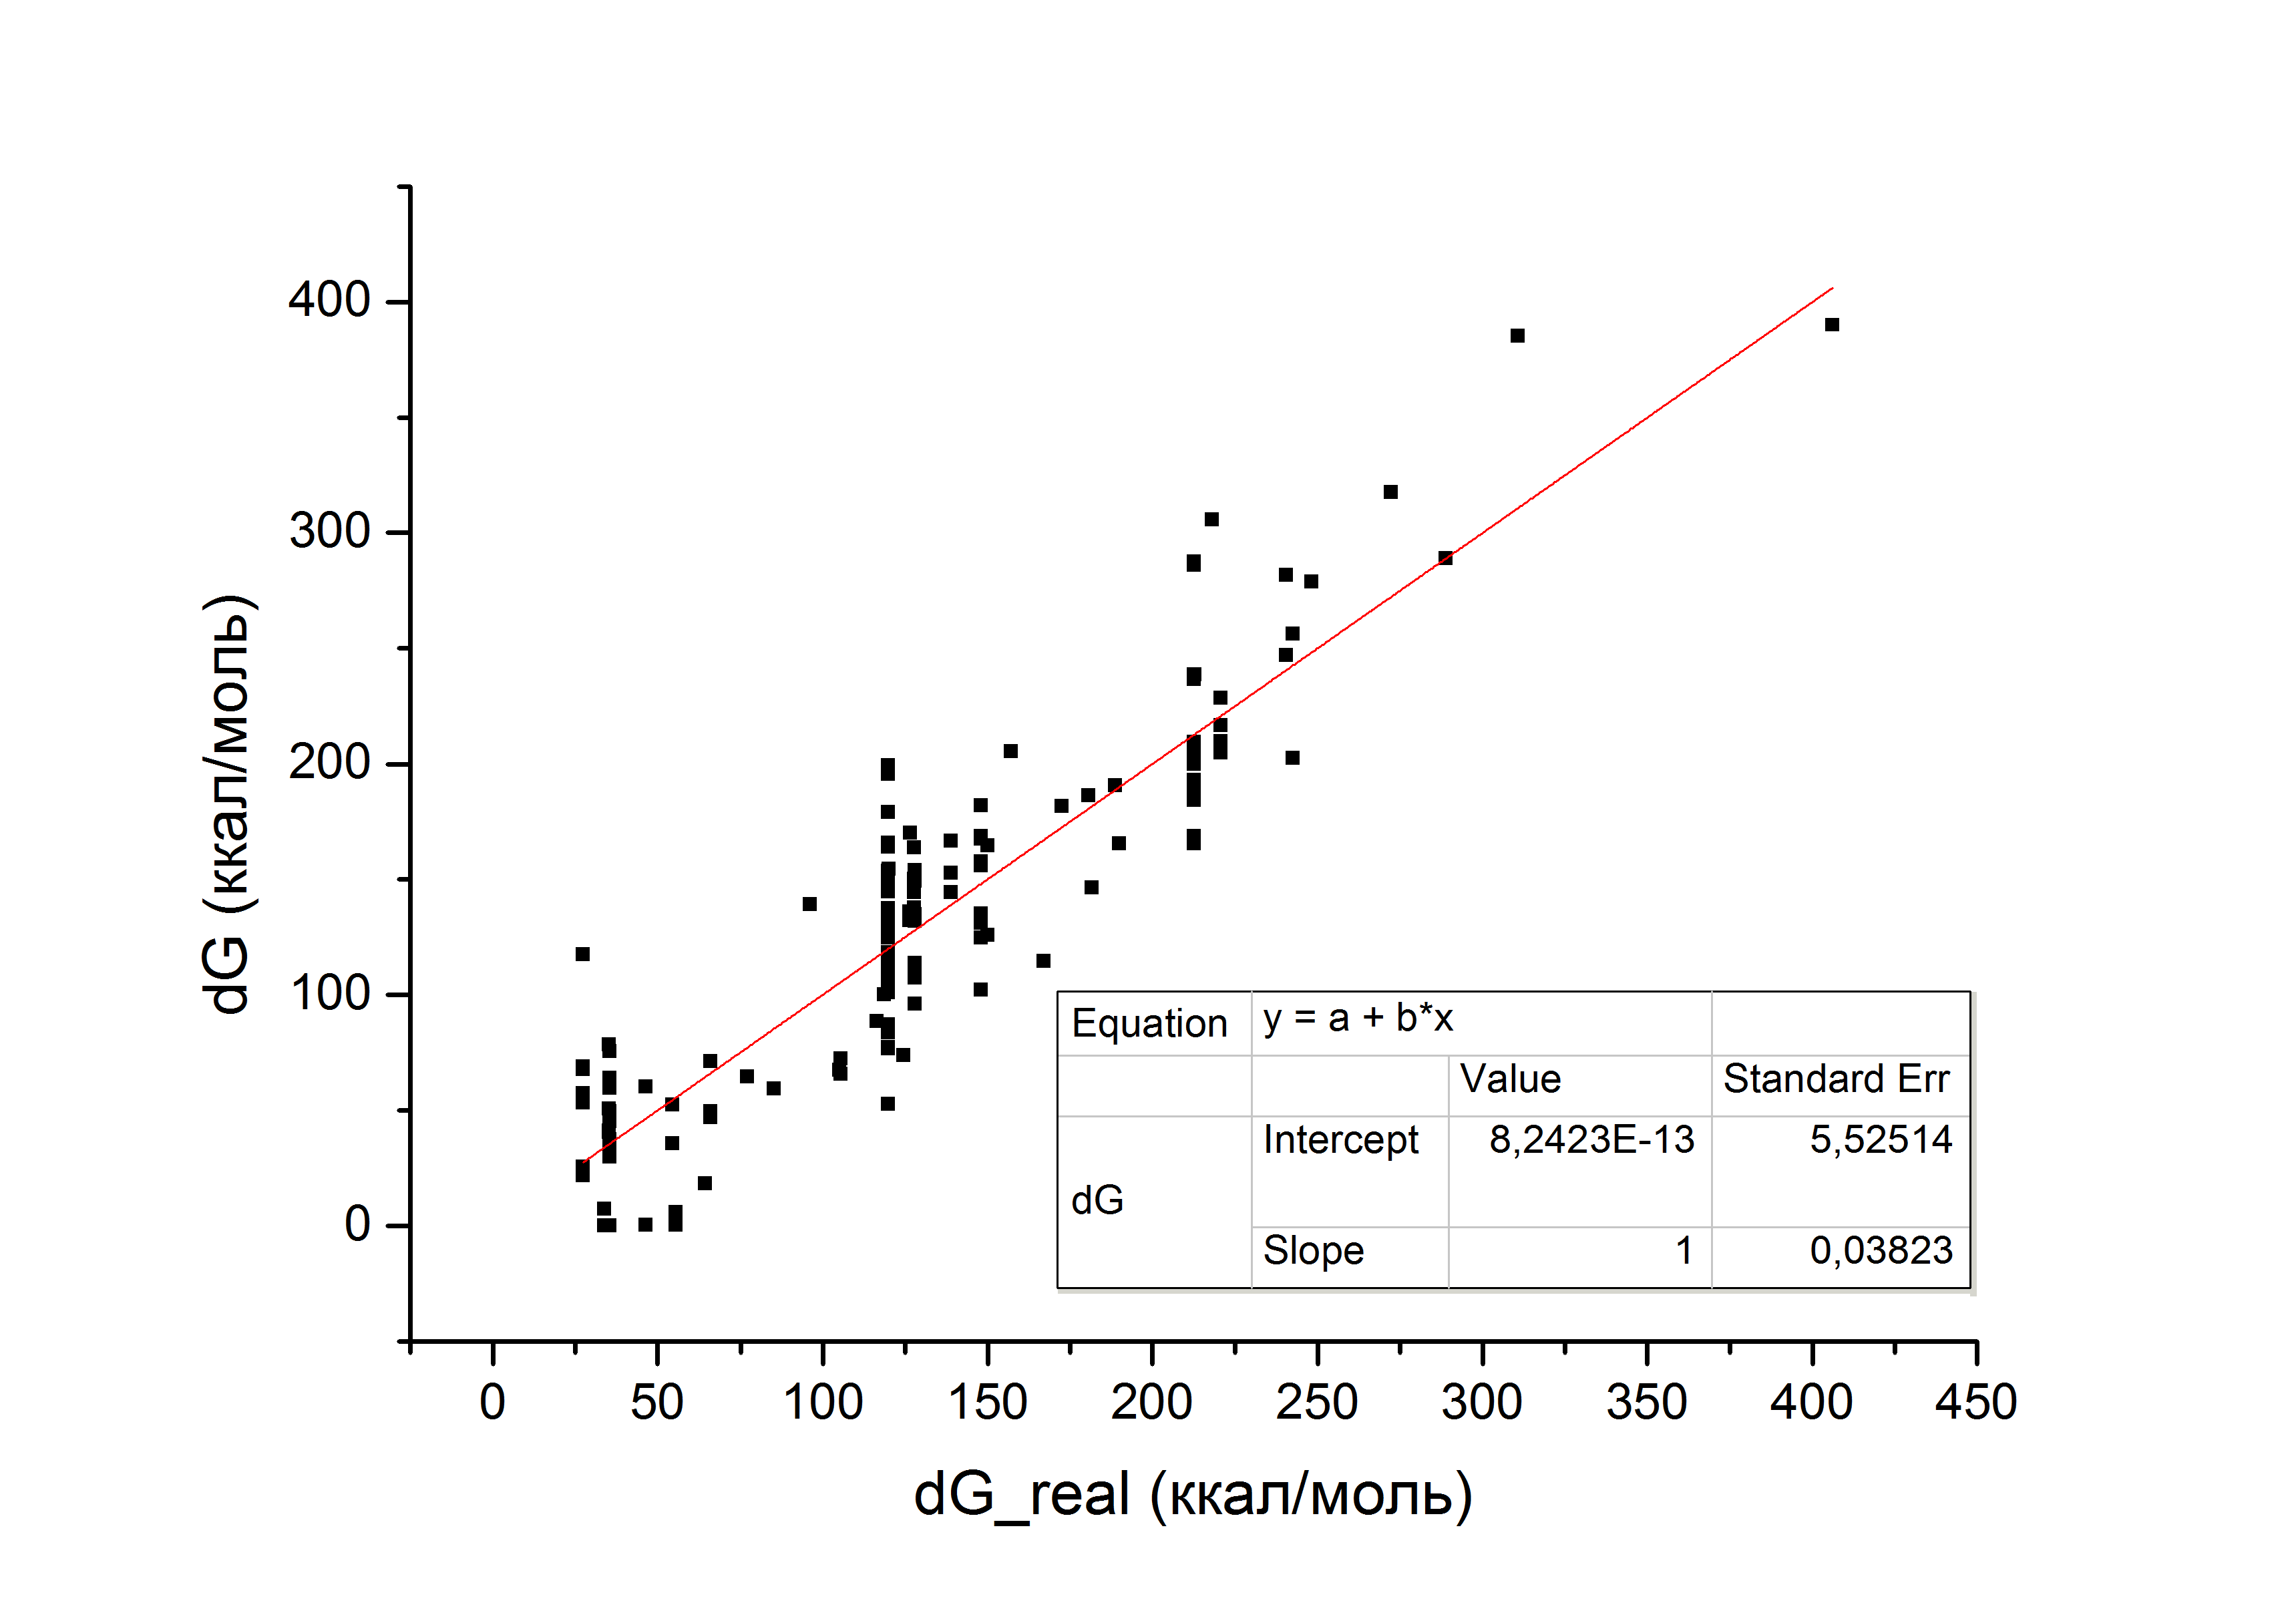 400
300
200
100
0
dG (ккал/моль)
Equation y = a + b*x
Value Standard Err
dG
Intercept 8,2423E-13 5,52514
Slope 1 0,03823
0 50 100 150 200 250 300 350 400 450
dG_real (ккал/моль)